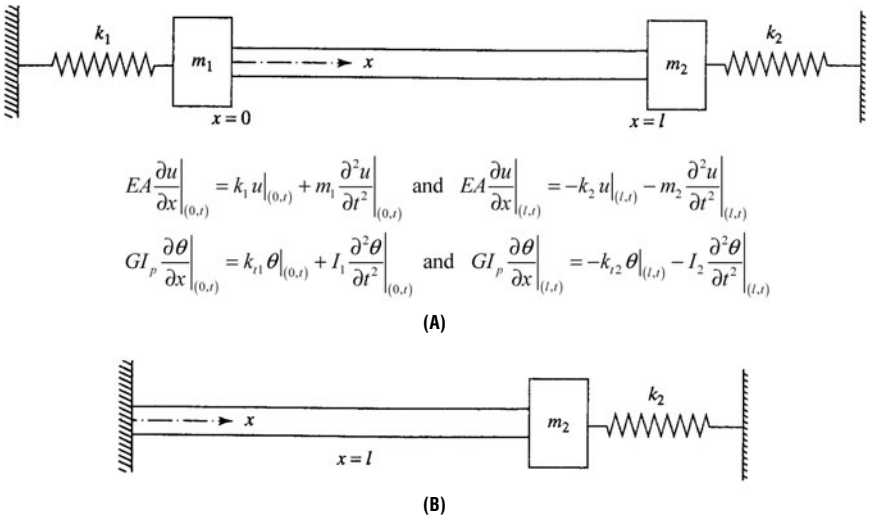 k₁ k₂
m₁ x m₂
x = 0 x = l
EA ∂u/∂x|₍₀,ₜ₎ = k₁ u|₍₀,ₜ₎ + m₁ ∂²u/∂t²|₍₀,ₜ₎ and EA ∂u/∂x|₍ₗ,ₜ₎ = −k₂ u|₍ₗ,ₜ₎ − m₂ ∂²u/∂t²|₍ₗ,ₜ₎
GIₚ ∂θ/∂x|₍₀,ₜ₎ = kₜ₁ θ|₍₀,ₜ₎ + I₁ ∂²θ/∂t²|₍₀,ₜ₎ and GIₚ ∂θ/∂x|₍ₗ,ₜ₎ = −kₜ₂ θ|₍ₗ,ₜ₎ − I₂ ∂²θ/∂t²|₍ₗ,ₜ₎
(A)
k₂
x m₂
x = l
(B)